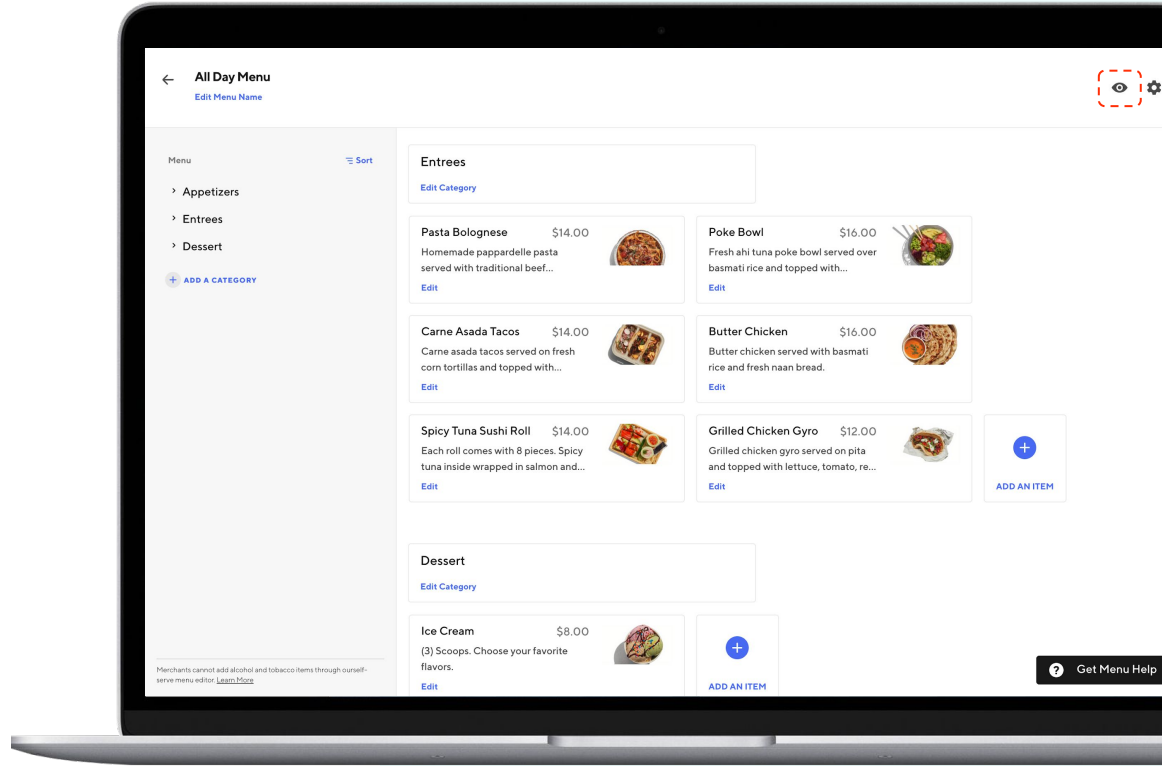 All Day Menu
Edit Menu Name
Menu
Sort
Appetizers
Entrees
Dessert
ADD A CATEGORY
Merchants cannot add alcohol and tobacco items through ourself-
serve menu editor. Learn More
Entrees
Edit Category
Pasta Bolognese $14.00
Homemade pappardelle pasta
served with traditional beef...
Edit
Poke Bowl $16.00
Fresh ahi tuna poke bowl served over
basmati rice and topped with...
Edit
Carne Asada Tacos $14.00
Carne asada tacos served on fresh
corn tortillas and topped with...
Edit
Butter Chicken $16.00
Butter chicken served with basmati
rice and fresh naan bread.
Edit
Spicy Tuna Sushi Roll $14.00
Each roll comes with 8 pieces. Spicy
tuna inside wrapped in salmon and...
Edit
Grilled Chicken Gyro $12.00
Grilled chicken gyro served on pita
and topped with lettuce, tomato, re...
Edit
ADD AN ITEM
Dessert
Edit Category
Ice Cream $8.00
(3) Scoops. Choose your favorite
flavors.
Edit
ADD AN ITEM
? Get Menu Help